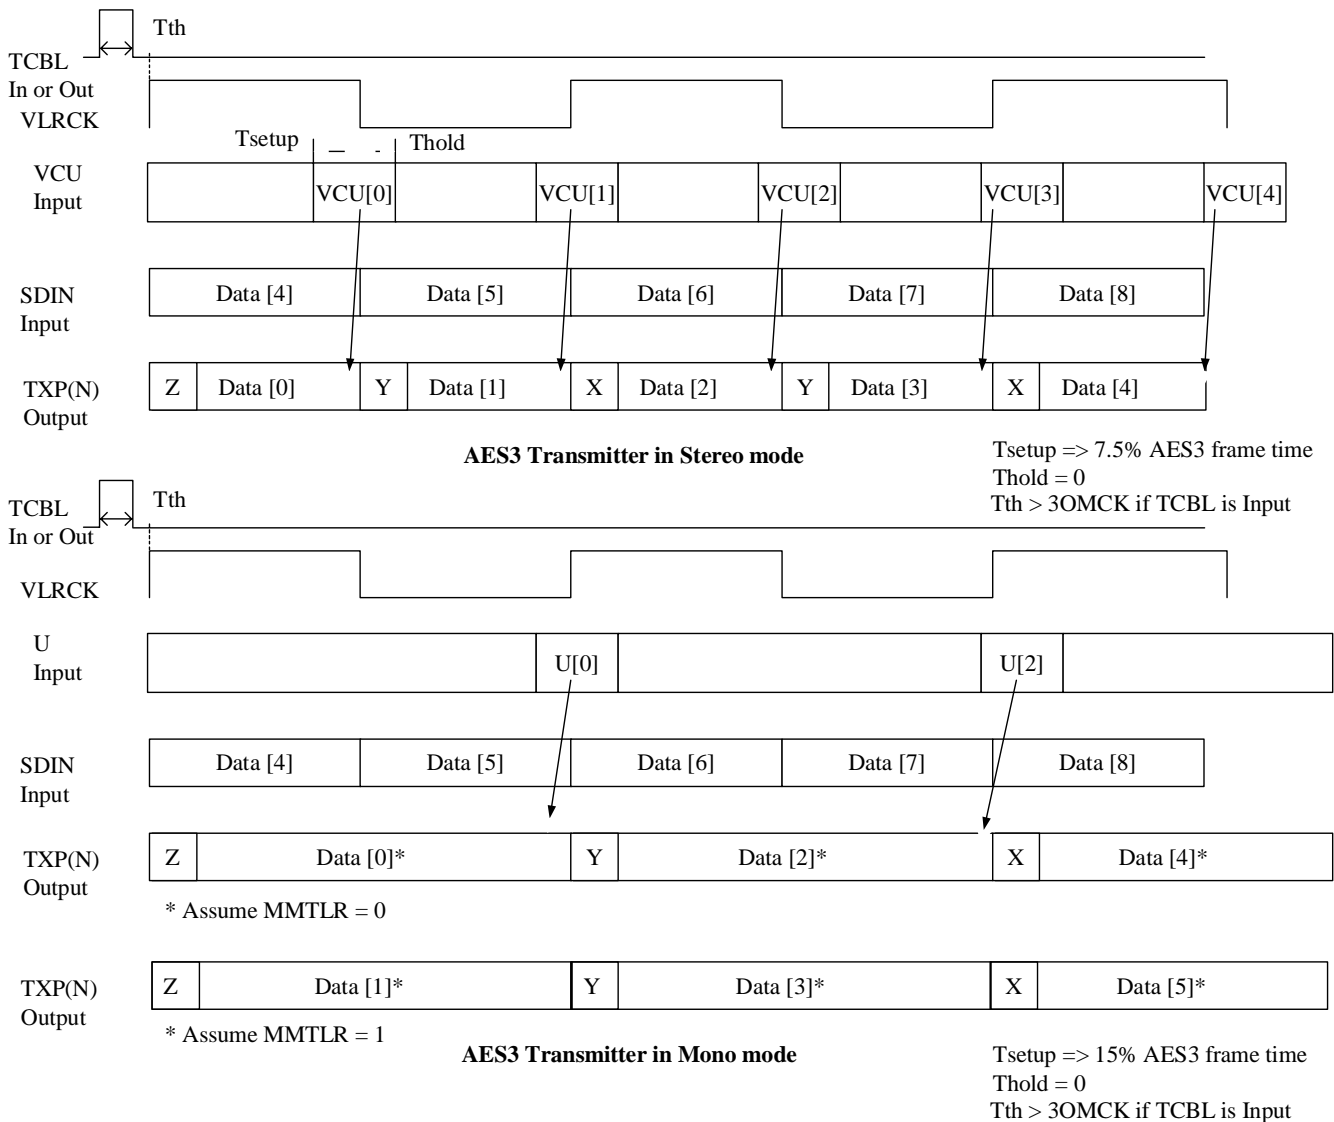 Tth
TCBL
In or Out
VLRCK
Tsetup Thold
VCU
Input
VCU[0] VCU[1] VCU[2] VCU[3] VCU[4]
SDIN
Input
Data [4] Data [5] Data [6] Data [7] Data [8]
TXP(N)
Output
Z Data [0] Y Data [1] X Data [2] Y Data [3] X Data [4]
AES3 Transmitter in Stereo mode
Tsetup => 7.5% AES3 frame time
Thold = 0
Tth > 3OMCK if TCBL is Input
Tth
TCBL
In or Out
VLRCK
U
Input
U[0] U[2]
SDIN
Input
Data [4] Data [5] Data [6] Data [7] Data [8]
TXP(N)
Output
Z Data [0]* Y Data [2]* X Data [4]*
* Assume MMTLR = 0
TXP(N)
Output
Z Data [1]* Y Data [3]* X Data [5]*
* Assume MMTLR = 1
AES3 Transmitter in Mono mode
Tsetup => 15% AES3 frame time
Thold = 0
Tth > 3OMCK if TCBL is Input